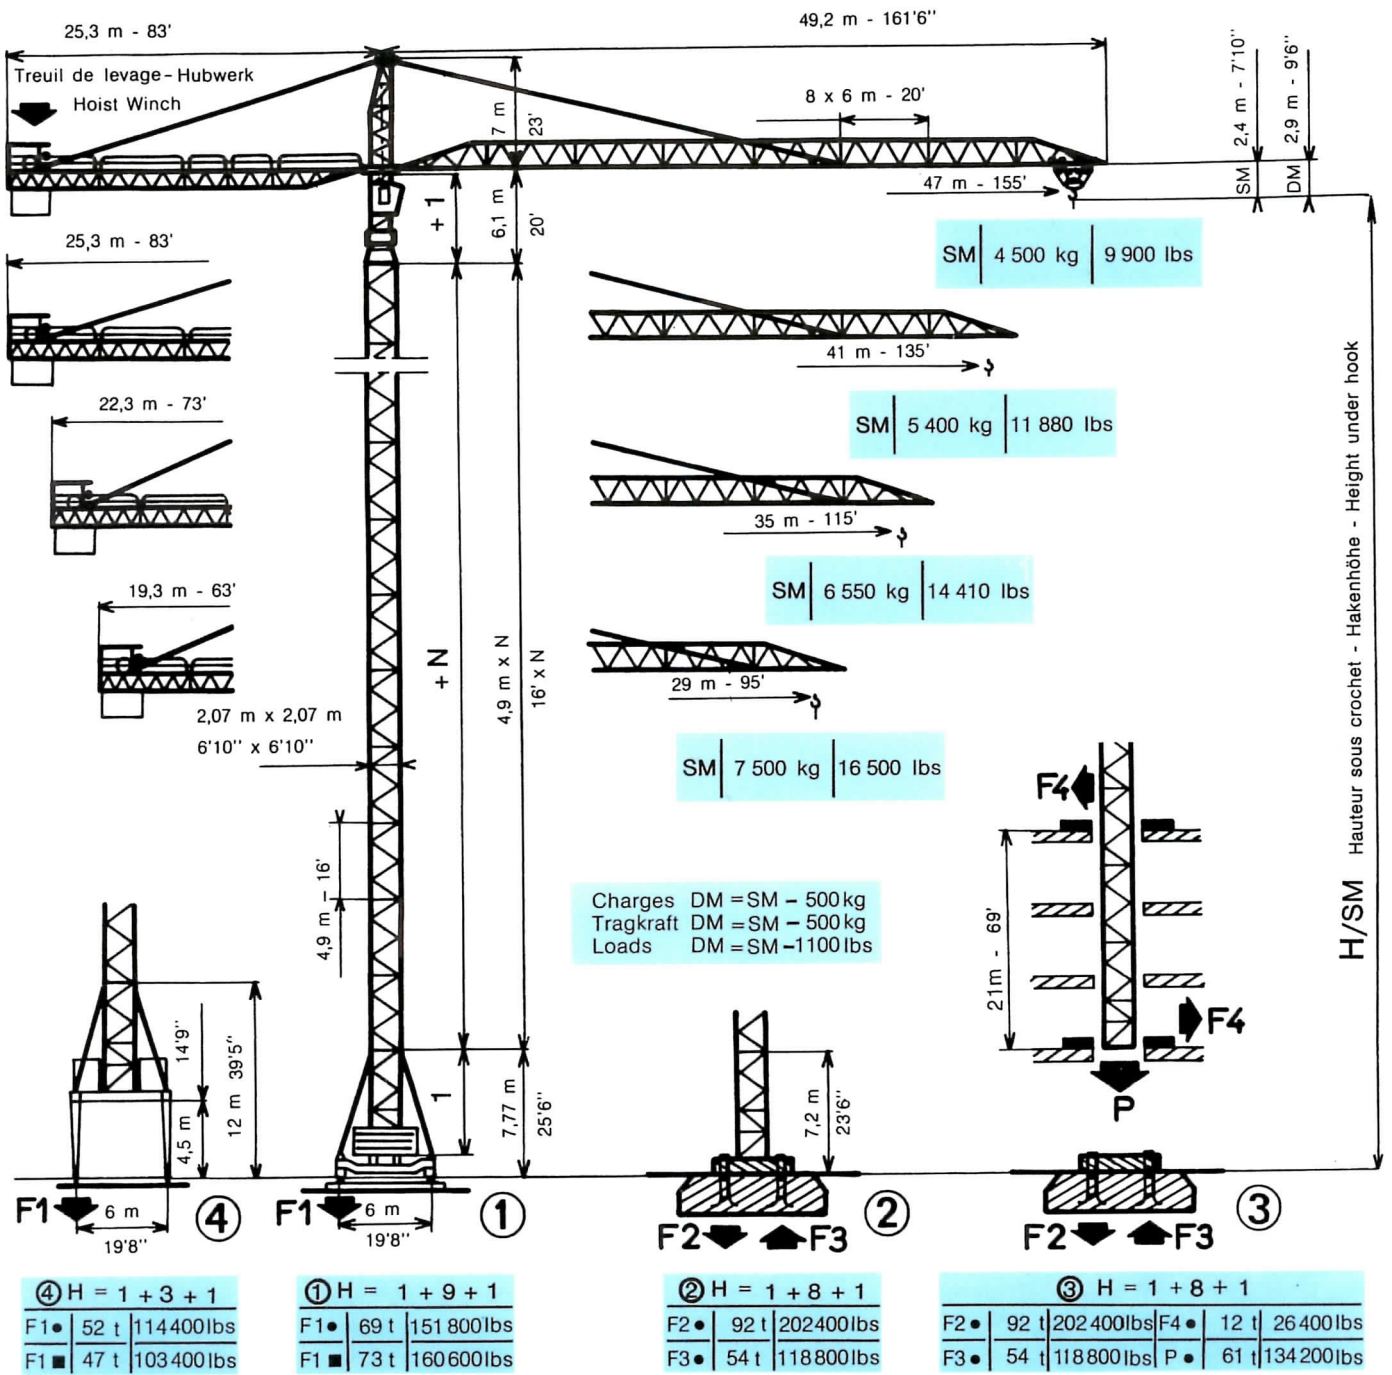 25,3 m - 83'
49,2 m - 161'6''
Treuil de levage - Hubwerk
Hoist Winch
7 m
23'
8 x 6 m - 20'
2,4 m - 7'10''
2,9 m - 9'6''
SM
DM
47 m - 155'
+ 1
6,1 m
20'
SM 4 500 kg 9 900 lbs
25,3 m - 83'
41 m - 135'
SM 5 400 kg 11 880 lbs
22,3 m - 73'
35 m - 115'
SM 6 550 kg 14 410 lbs
19,3 m - 63'
29 m - 95'
SM 7 500 kg 16 500 lbs
+ N
4,9 m x N
16' x N
2,07 m x 2,07 m
6'10'' x 6'10''
4,9 m - 16'
H/SM Hauteur sous crochet - Hakenhöhe - Height under hook
Charges DM = SM - 500 kg
Tragkraft DM = SM - 500 kg
Loads DM = SM - 1100 lbs
F4
21m - 69'
F4
P
14'9''
4,5 m
12 m 39'5''
1
7,77 m
25'6''
7,2 m
23'6''
F1
6 m
19'8''
④
F1
6 m
19'8''
①
F2
F3
②
F2
F3
③
④ H = 1 + 3 + 1
F1 ● 52 t 114400 lbs
F1 ■ 47 t 103400 lbs
① H = 1 + 9 + 1
F1 ● 69 t 151 800 lbs
F1 ■ 73 t 160 600 lbs
② H = 1 + 8 + 1
F2 ● 92 t 202400 lbs
F3 ● 54 t 118800 lbs
③ H = 1 + 8 + 1
F2 ● 92 t 202 400 lbs F4 ● 12 t 26 400 lbs
F3 ● 54 t 118 800 lbs P ● 61 t 134 200 lbs